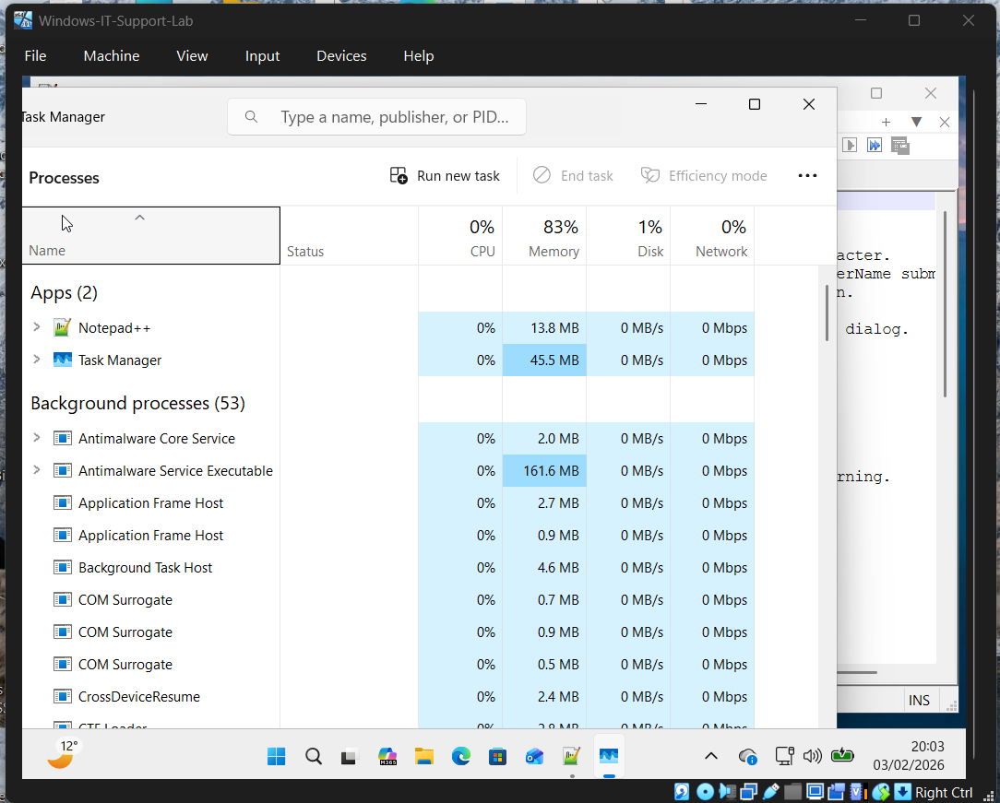 Windows-IT-Support-Lab
File Machine View Input Devices Help
Task Manager
Type a name, publisher, or PID...
Processes
Run new task
End task
Efficiency mode
Name
Status
0% CPU
83% Memory
1% Disk
0% Network
Apps (2)
Notepad++ 0% 13.8 MB 0 MB/s 0 Mbps
Task Manager 0% 45.5 MB 0 MB/s 0 Mbps
Background processes (53)
Antimalware Core Service 0% 2.0 MB 0 MB/s 0 Mbps
Antimalware Service Executable 0% 161.6 MB 0 MB/s 0 Mbps
Application Frame Host 0% 2.7 MB 0 MB/s 0 Mbps
Application Frame Host 0% 0.9 MB 0 MB/s 0 Mbps
Background Task Host 0% 4.6 MB 0 MB/s 0 Mbps
COM Surrogate 0% 0.7 MB 0 MB/s 0 Mbps
COM Surrogate 0% 0.9 MB 0 MB/s 0 Mbps
COM Surrogate 0% 0.5 MB 0 MB/s 0 Mbps
CrossDeviceResume 0% 2.4 MB 0 MB/s 0 Mbps
CTF Loader 0% 2.8 MB 0 MB/s 0 Mbps
acter.
erName subm
n.
dialog.
rning.
INS
12°
M365
20:03
03/02/2026
Right Ctrl